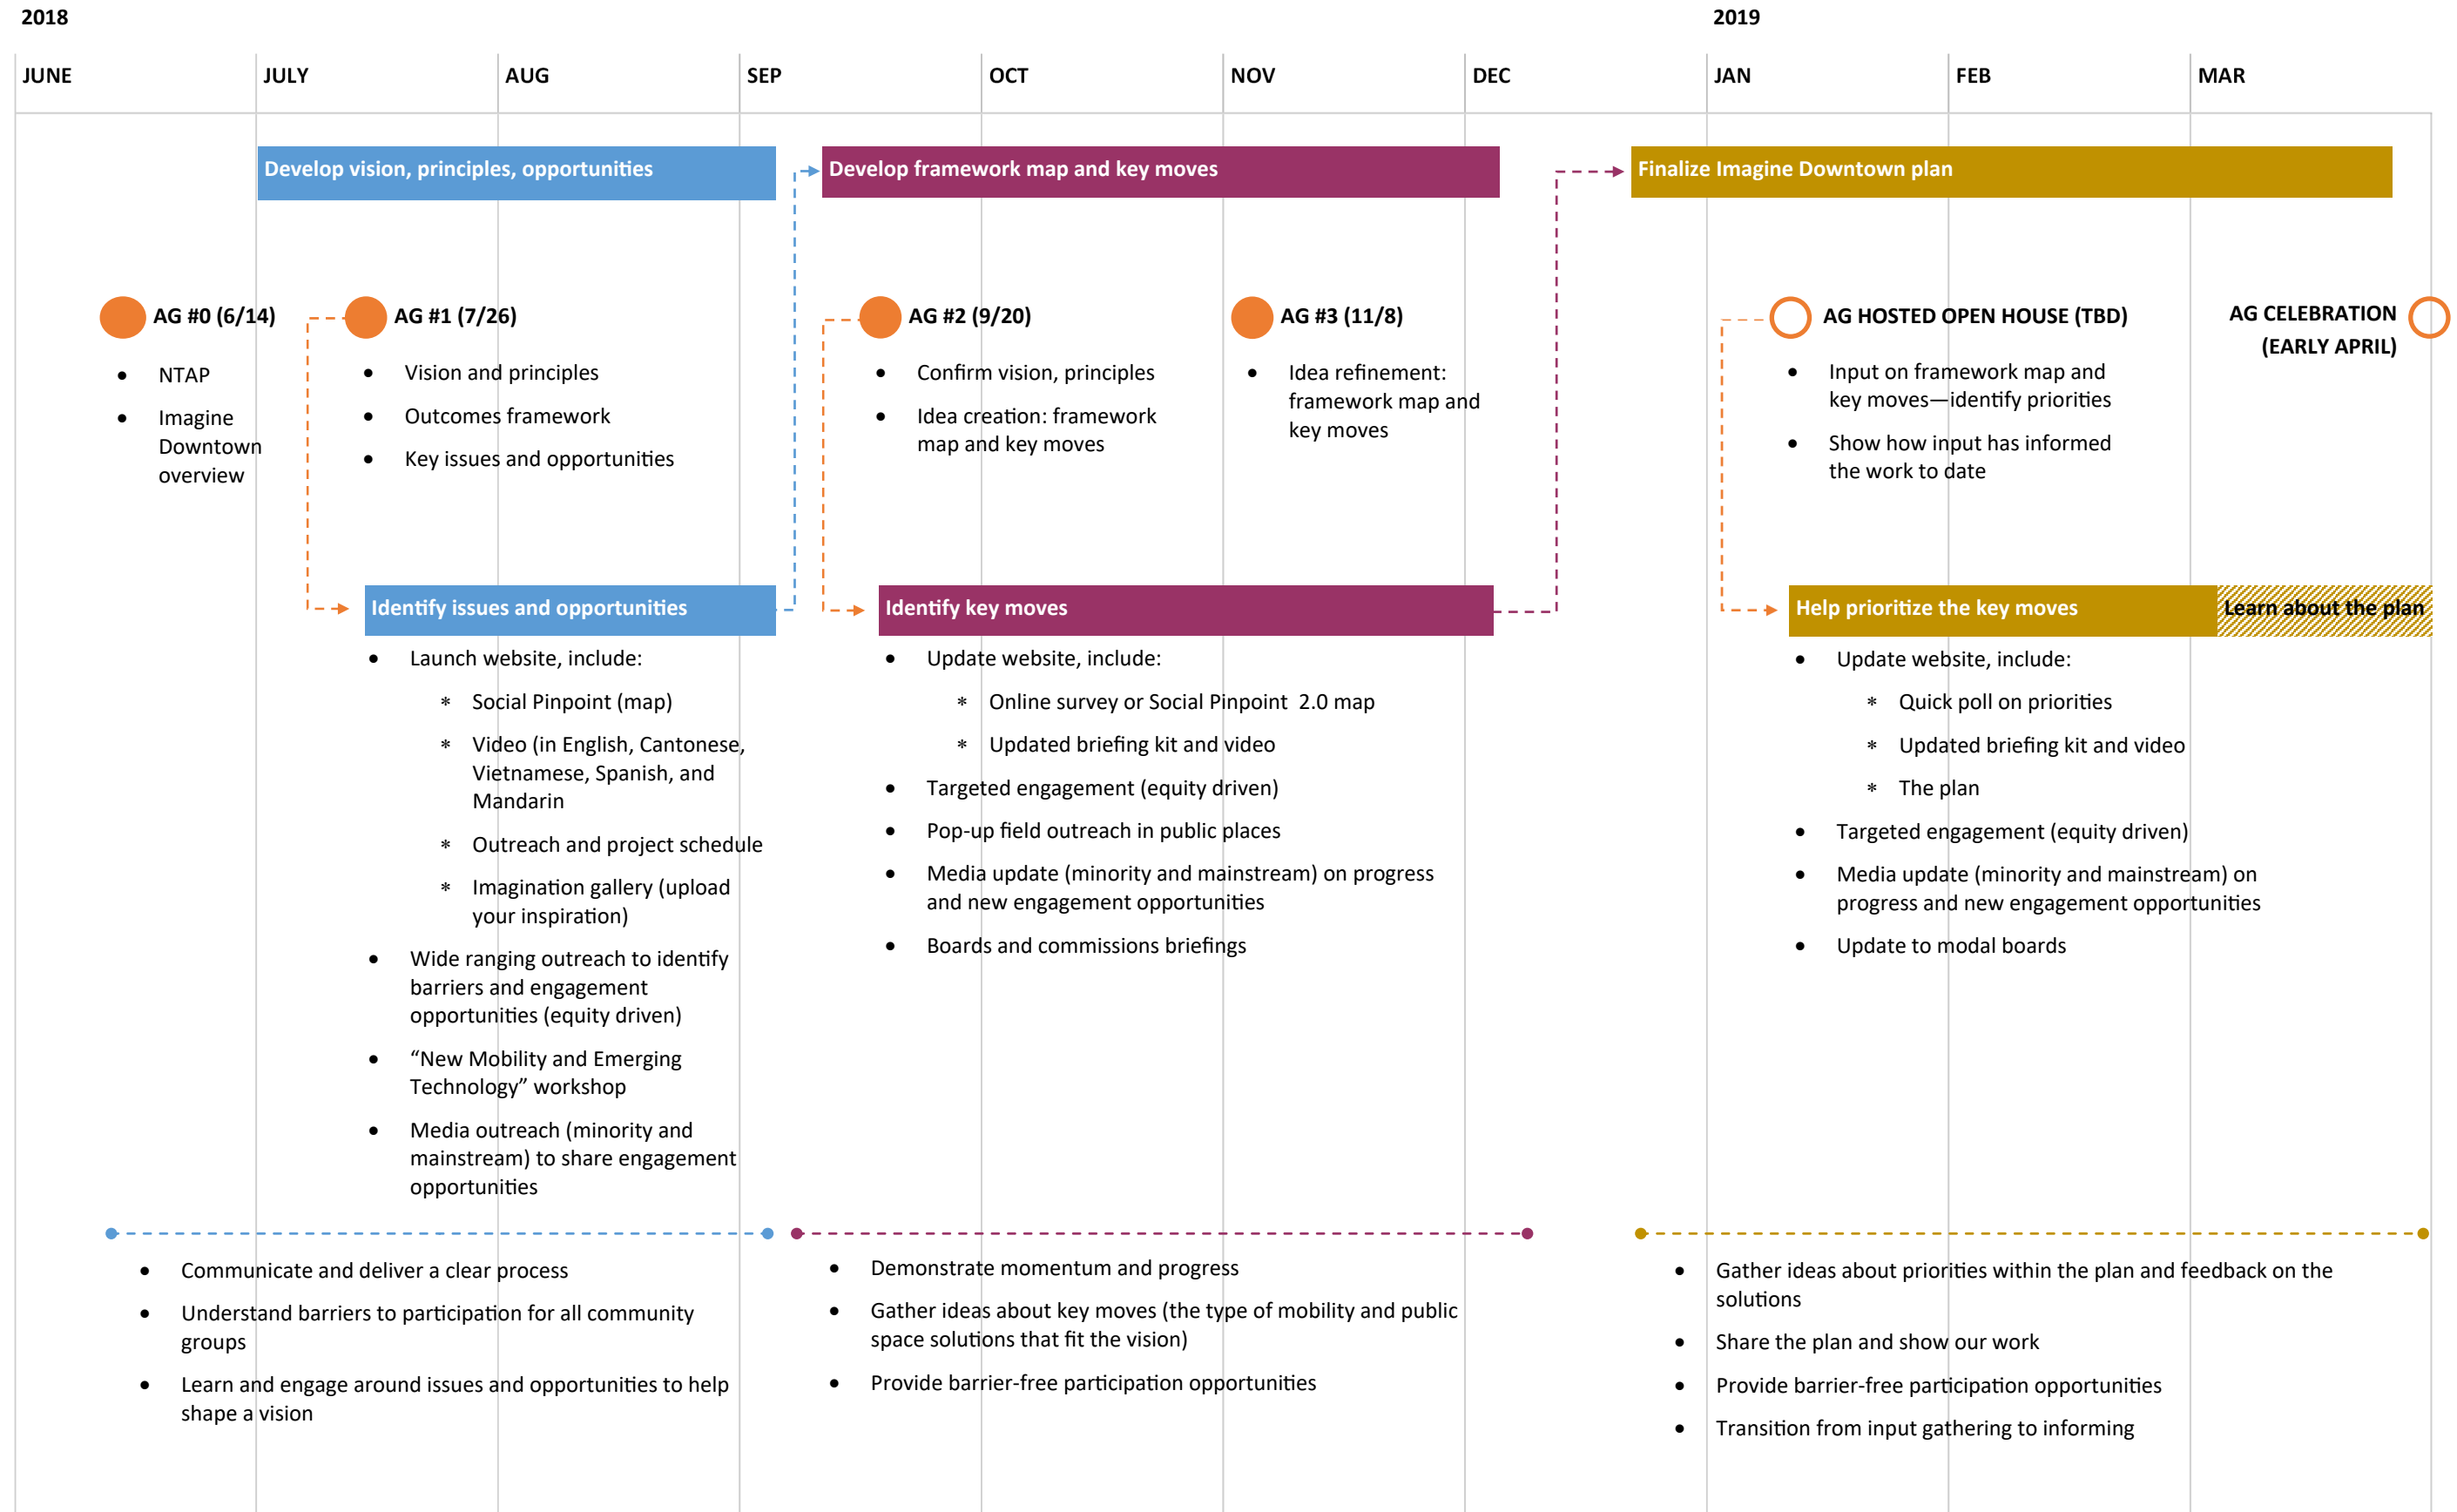 2018
2019
JUNE
JULY
AUG
SEP
OCT
NOV
DEC
JAN
FEB
MAR
Develop vision, principles, opportunities
Develop framework map and key moves
Finalize Imagine Downtown plan
AG #0 (6/14)
• NTAP
• Imagine
Downtown
overview
AG #1 (7/26)
• Vision and principles
• Outcomes framework
• Key issues and opportunities
AG #2 (9/20)
• Confirm vision, principles
• Idea creation: framework
map and key moves
AG #3 (11/8)
• Idea refinement:
framework map and
key moves
AG HOSTED OPEN HOUSE (TBD)
• Input on framework map and
key moves—identify priorities
• Show how input has informed
the work to date
AG CELEBRATION
(EARLY APRIL)
Identify issues and opportunities
• Launch website, include:
* Social Pinpoint (map)
* Video (in English, Cantonese,
Vietnamese, Spanish, and
Mandarin
* Outreach and project schedule
* Imagination gallery (upload
your inspiration)
• Wide ranging outreach to identify
barriers and engagement
opportunities (equity driven)
• “New Mobility and Emerging
Technology” workshop
• Media outreach (minority and
mainstream) to share engagement
opportunities
Identify key moves
• Update website, include:
* Online survey or Social Pinpoint 2.0 map
* Updated briefing kit and video
• Targeted engagement (equity driven)
• Pop-up field outreach in public places
• Media update (minority and mainstream) on progress
and new engagement opportunities
• Boards and commissions briefings
Help prioritize the key moves
Learn about the plan
• Update website, include:
* Quick poll on priorities
* Updated briefing kit and video
* The plan
• Targeted engagement (equity driven)
• Media update (minority and mainstream) on
progress and new engagement opportunities
• Update to modal boards
• Communicate and deliver a clear process
• Understand barriers to participation for all community
groups
• Learn and engage around issues and opportunities to help
shape a vision
• Demonstrate momentum and progress
• Gather ideas about key moves (the type of mobility and public
space solutions that fit the vision)
• Provide barrier-free participation opportunities
• Gather ideas about priorities within the plan and feedback on the
solutions
• Share the plan and show our work
• Provide barrier-free participation opportunities
• Transition from input gathering to informing